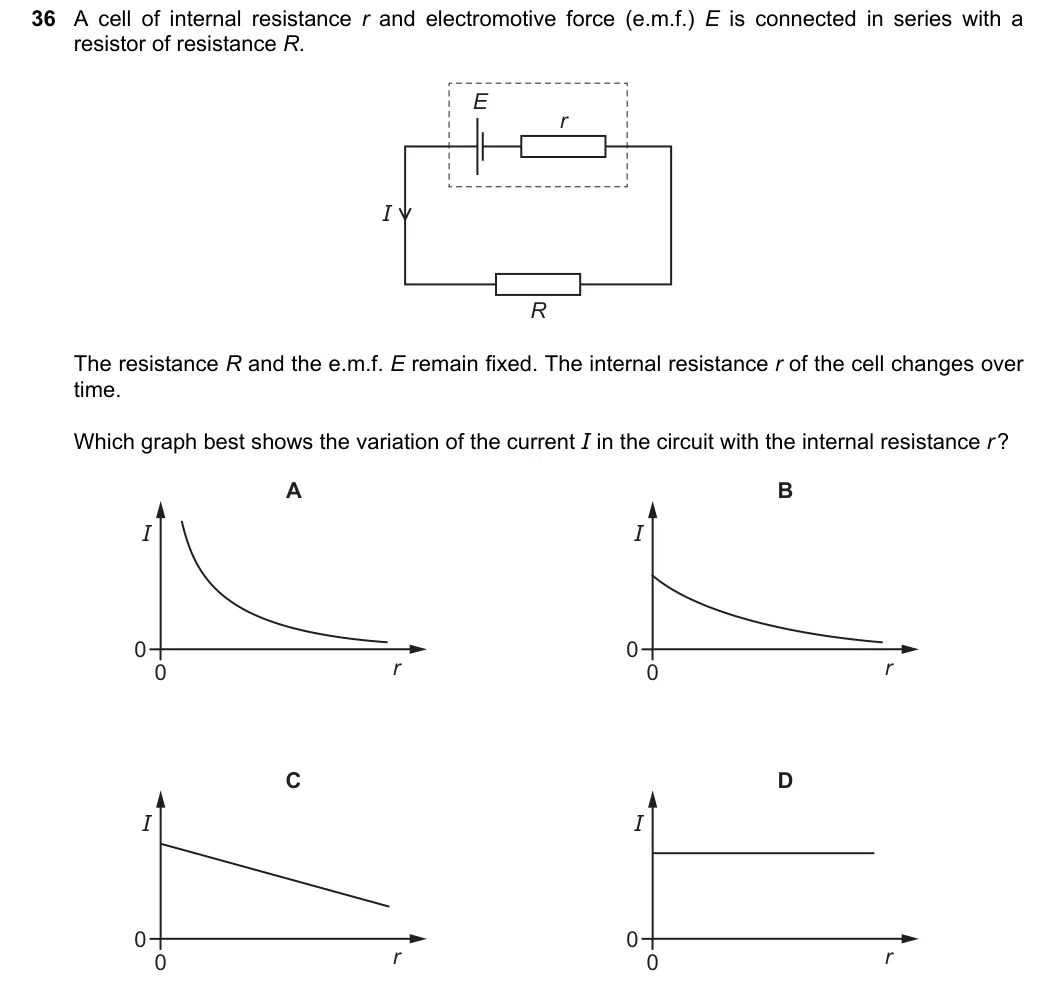 36 A cell of internal resistance r and electromotive force (e.m.f.) E is connected in series with a
resistor of resistance R.
E
r
I
R
The resistance R and the e.m.f. E remain fixed. The internal resistance r of the cell changes over
time.
Which graph best shows the variation of the current I in the circuit with the internal resistance r?
A
I
0
0
r
B
I
0
0
r
C
I
0
0
r
D
I
0
0
r